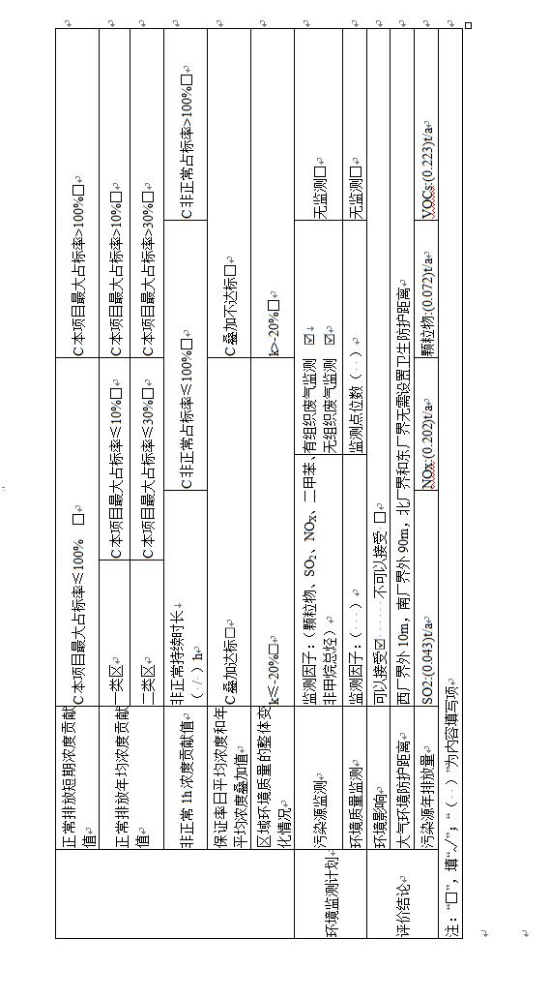 正常排放短期浓度贡献
值
C本项目最大占标率≤100% □
C本项目最大占标率>100%□
正常排放年均浓度贡献
值
一类区
C本项目最大占标率≤10%□
C本项目最大占标率>10%□
二类区
C本项目最大占标率≤30%□
C本项目最大占标率>30%□
非正常1h浓度贡献值
非正常持续时长
(/)h
C非正常占标率≤100%□
C非正常占标率>100%□
保证率日平均浓度和年
平均浓度叠加值
C叠加达标□
C叠加不达标□
区域环境质量的整体变
化情况
k≤-20%□
k>-20%□
环境监测计划
污染源监测
监测因子:(颗粒物、SO₂、NOx、二甲苯、
非甲烷总烃)
有组织废气监测 ☑
无组织废气监测 ☑
无监测□
环境质量监测
监测因子:( )
监测点位数( )
无监测□
评价结论
环境影响
可以接受☑ 不可以接受 □
大气环境防护距离
西厂界外10m,南厂界外90m,北厂界和东厂界无需设置卫生防护距离
污染源年排放量
SO2:(0.043)t/a
NOx:(0.202)t/a
颗粒物:(0.072)t/a
VOCs:(0.223)t/a
注:“□”,填“√”;“( )”为内容填写项